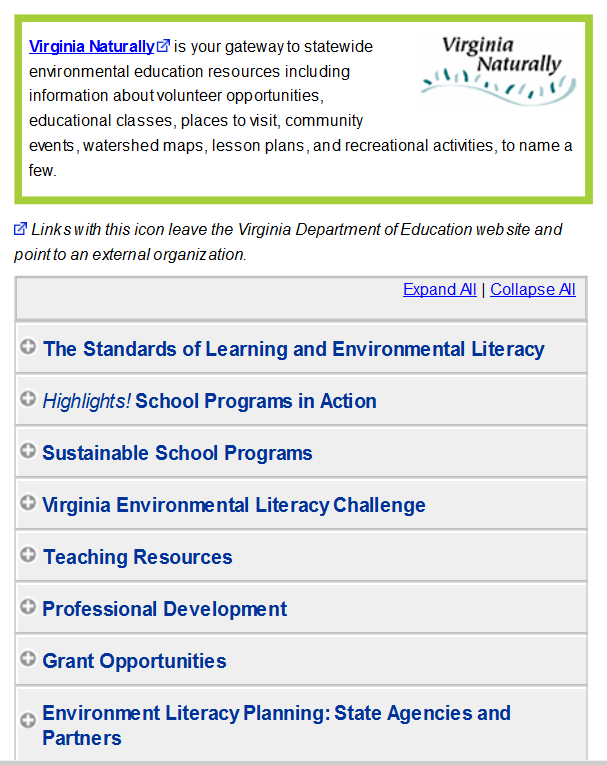 Virginia Naturally is your gateway to statewide
environmental education resources including
information about volunteer opportunities,
educational classes, places to visit, community
events, watershed maps, lesson plans, and recreational activities, to name a
few.
Virginia
Naturally
Links with this icon leave the Virginia Department of Education website and
point to an external organization.
Expand All | Collapse All
The Standards of Learning and Environmental Literacy
Highlights! School Programs in Action
Sustainable School Programs
Virginia Environmental Literacy Challenge
Teaching Resources
Professional Development
Grant Opportunities
Environment Literacy Planning: State Agencies and
Partners